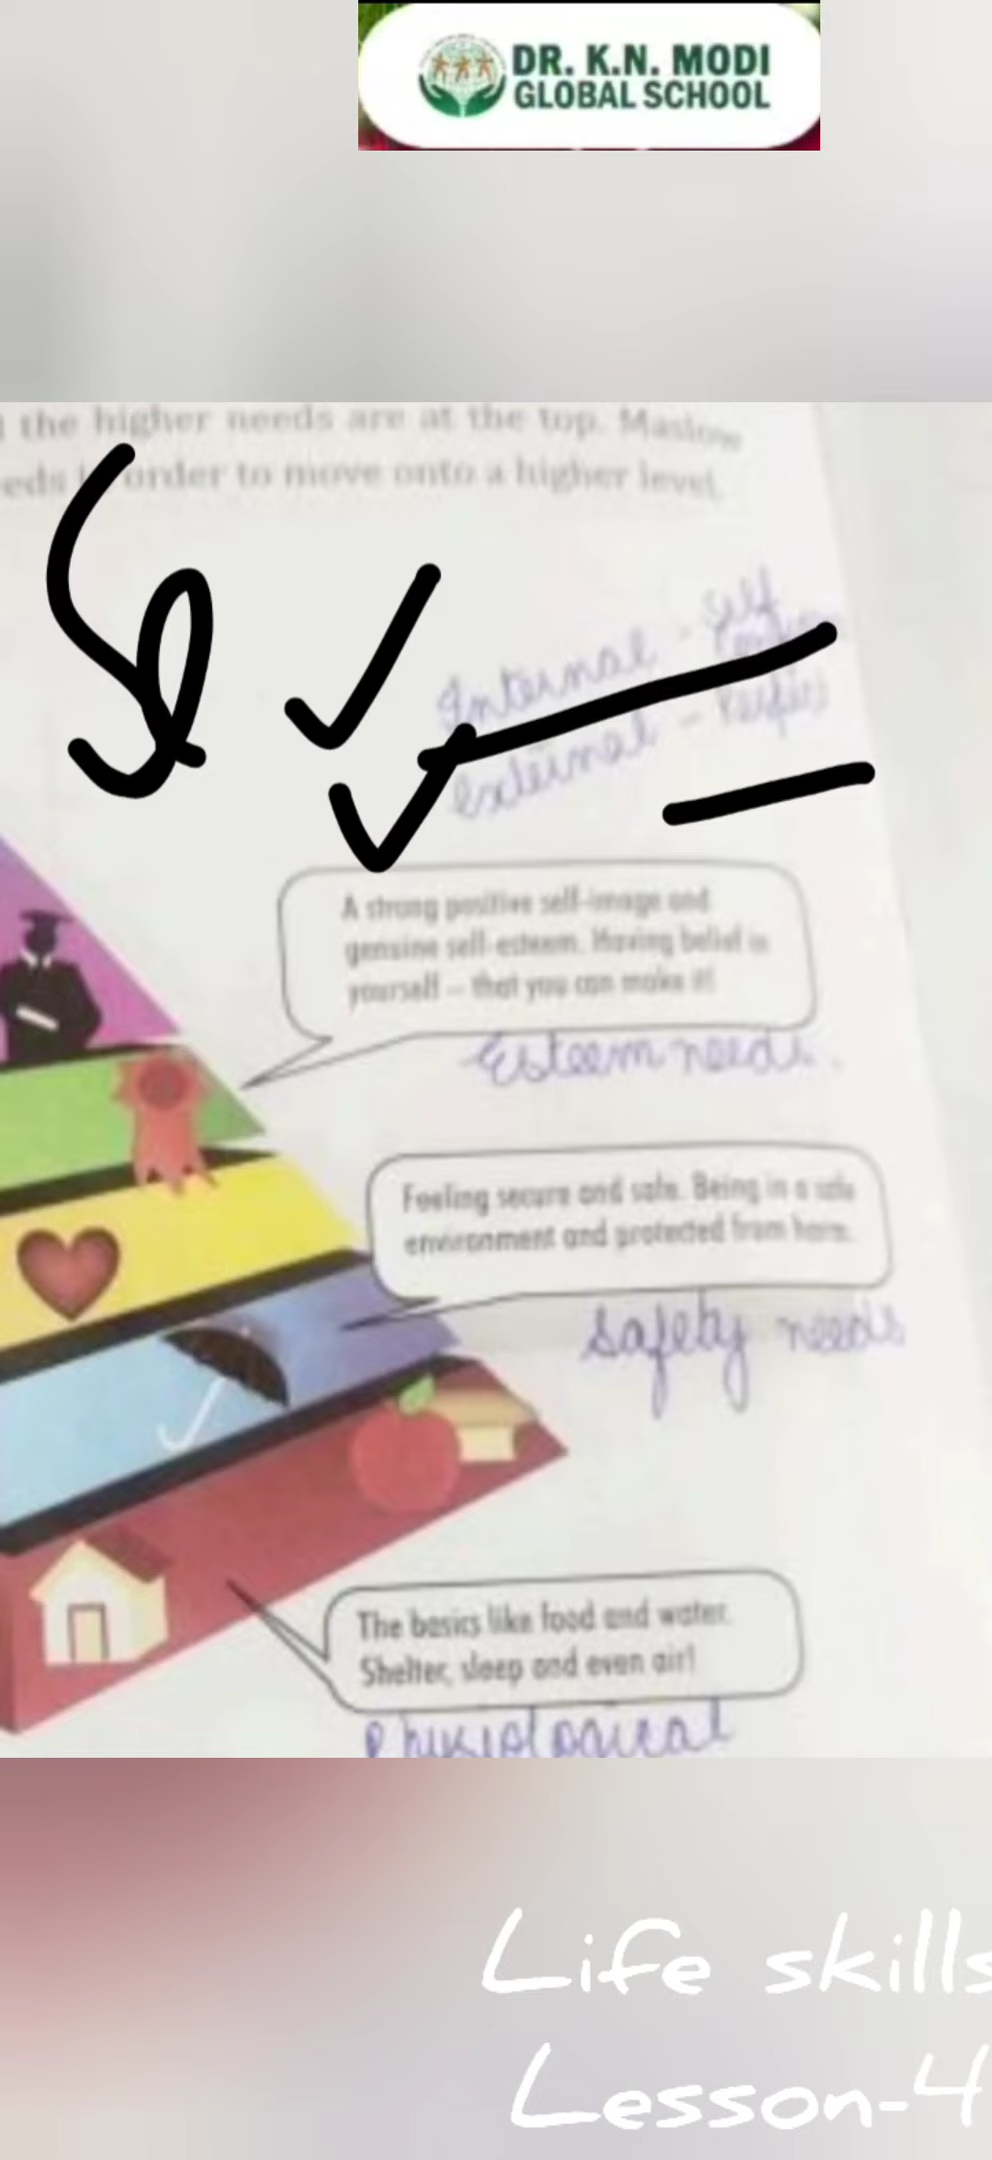 DR. K.N. MODI
GLOBAL SCHOOL
the higher needs are at the top. Maslow
eeds order to move onto a higher level.
Internal - Self
External -
A strong positive self-image and
genuine self-esteem. Having belief in
yourself – that you can make it!
Esteem needs.
Feeling secure and safe. Being in a safe
environment and protected from harm.
Safety needs
The basics like food and water.
Shelter, sleep and even air!
Physiological
Life skills
Lesson-4